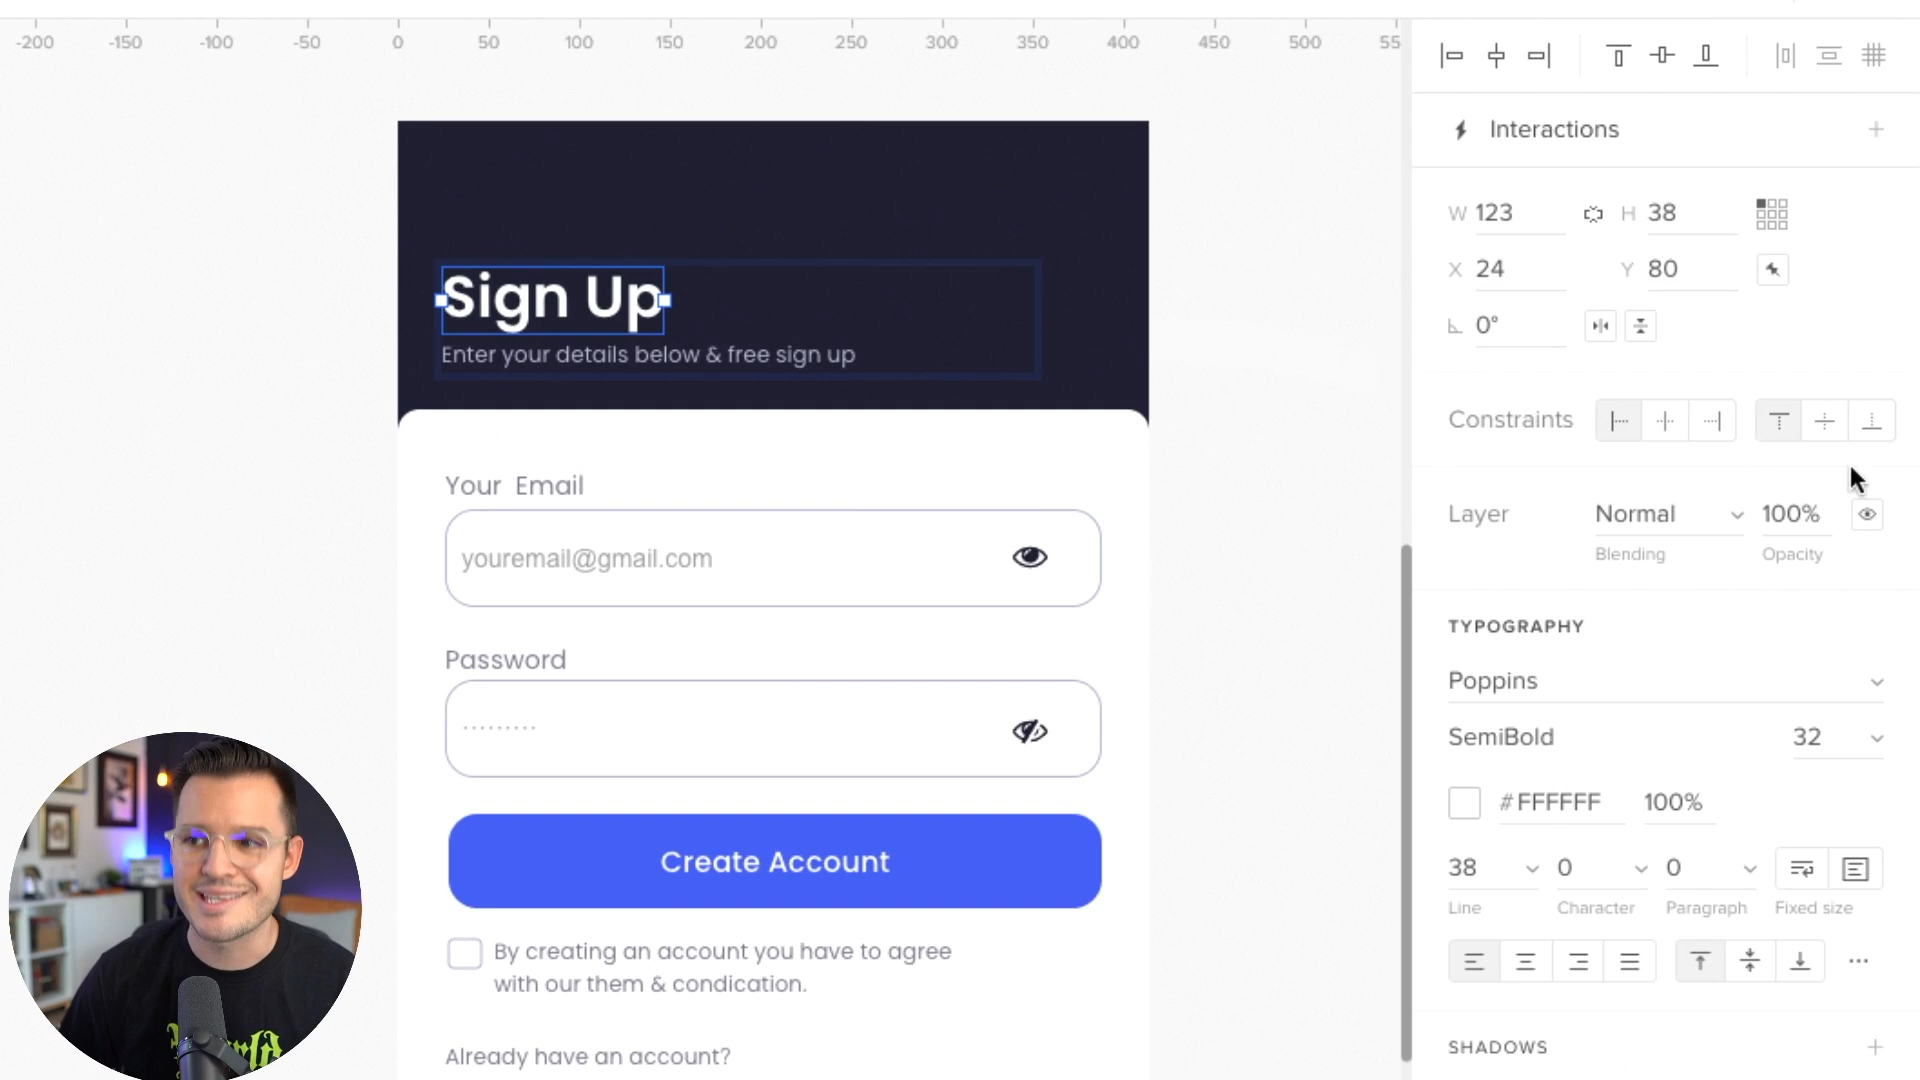 -200 -150 -100 -50 0 50 100 150 200 250 300 350 400 450 500 55
Interactions
W 123 H 38
X 24 Y 80
0°
Sign Up
Enter your details below & free sign up
Constraints
Layer Normal 100%
Blending Opacity
Your Email
youremail@gmail.com
Password
Create Account
By creating an account you have to agree
with our them & condication.
Already have an account?
TYPOGRAPHY
Poppins
SemiBold 32
# FFFFFF 100%
38 0 0
Line Character Paragraph Fixed size
SHADOWS